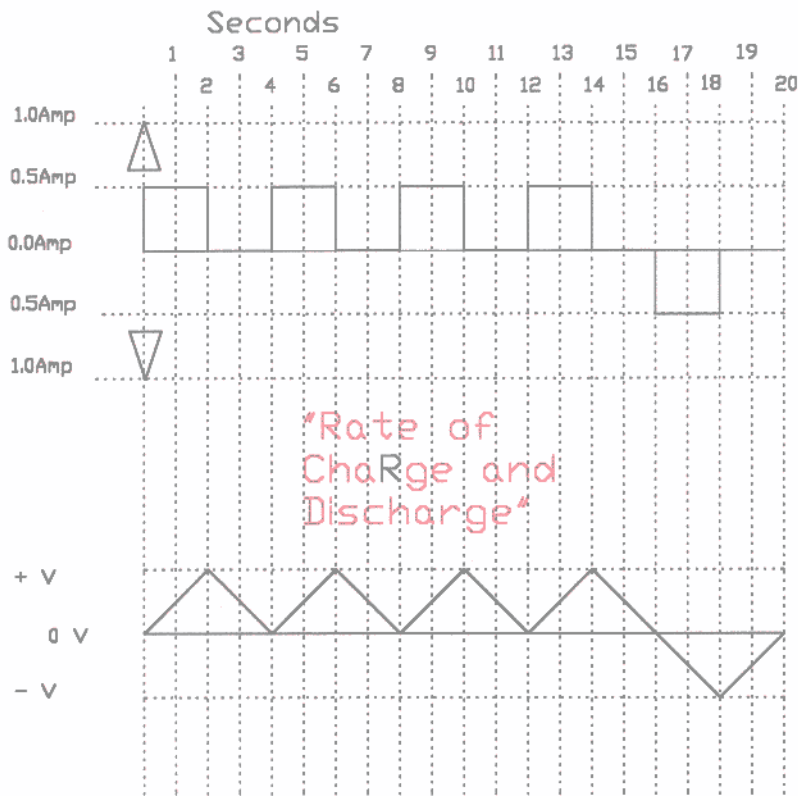 Seconds
1 3 5 7 9 11 13 15 17 19
2 4 6 8 10 12 14 16 18 20
1.0Amp
0.5Amp
0.0Amp
0.5Amp
1.0Amp
"Rate of
ChaRge and
Discharge"
+ V
0 V
- V